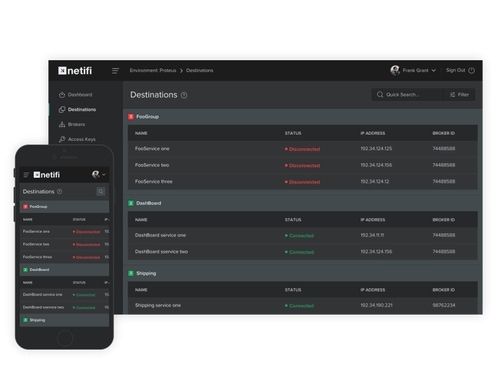 netifi
Environment: Proteus > Destinations
Frank Grant
Sign Out
Dashboard
Destinations
Brokers
Access Keys
Destinations
Quick Search...
Filter
FooGroup
NAME STATUS IP ADDRESS BROKER ID
FooService one Disconnected 192.34.124.125 74488588
FooService two Disconnected 192.34.124.156 74488588
FooService three Disconnected 192.34.124.12 74488588
DashBoard
NAME STATUS IP ADDRESS BROKER ID
DashBoard service one Connected 192.34.11.11 74488588
DashBoard sservice two Connected 192.34.124.156 74488588
Shipping
NAME STATUS IP ADDRESS BROKER ID
Shipping service one Connected 192.34.190.221 98762234
netifi
Destinations
FooGroup
NAME STATUS IP
FooService one Disconnected
FooService two Disconnected
FooService three Disconnected
DashBoard
NAME STATUS IP
DashBoard service one Connected
DashBoard sservice two Connected
Shipping